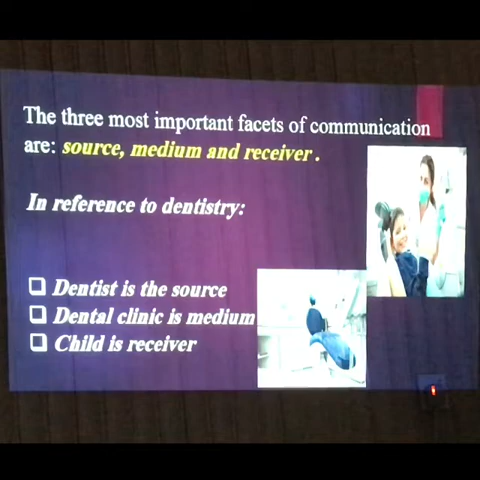 The three most important facets of communication
are: source, medium and receiver .
In reference to dentistry:
Dentist is the source
Dental clinic is medium
Child is receiver